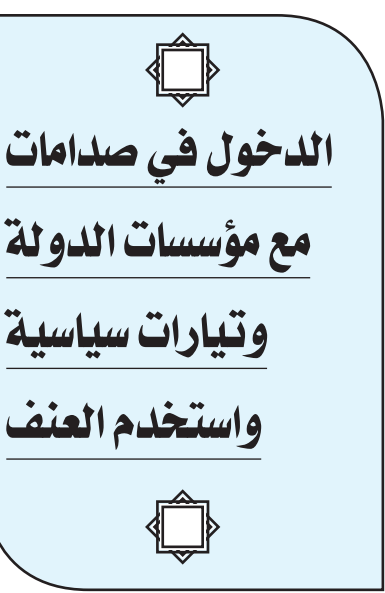 الدخول في صدامات
مع مؤسسات الدولة
وتيارات سياسية
واستخدم العنف